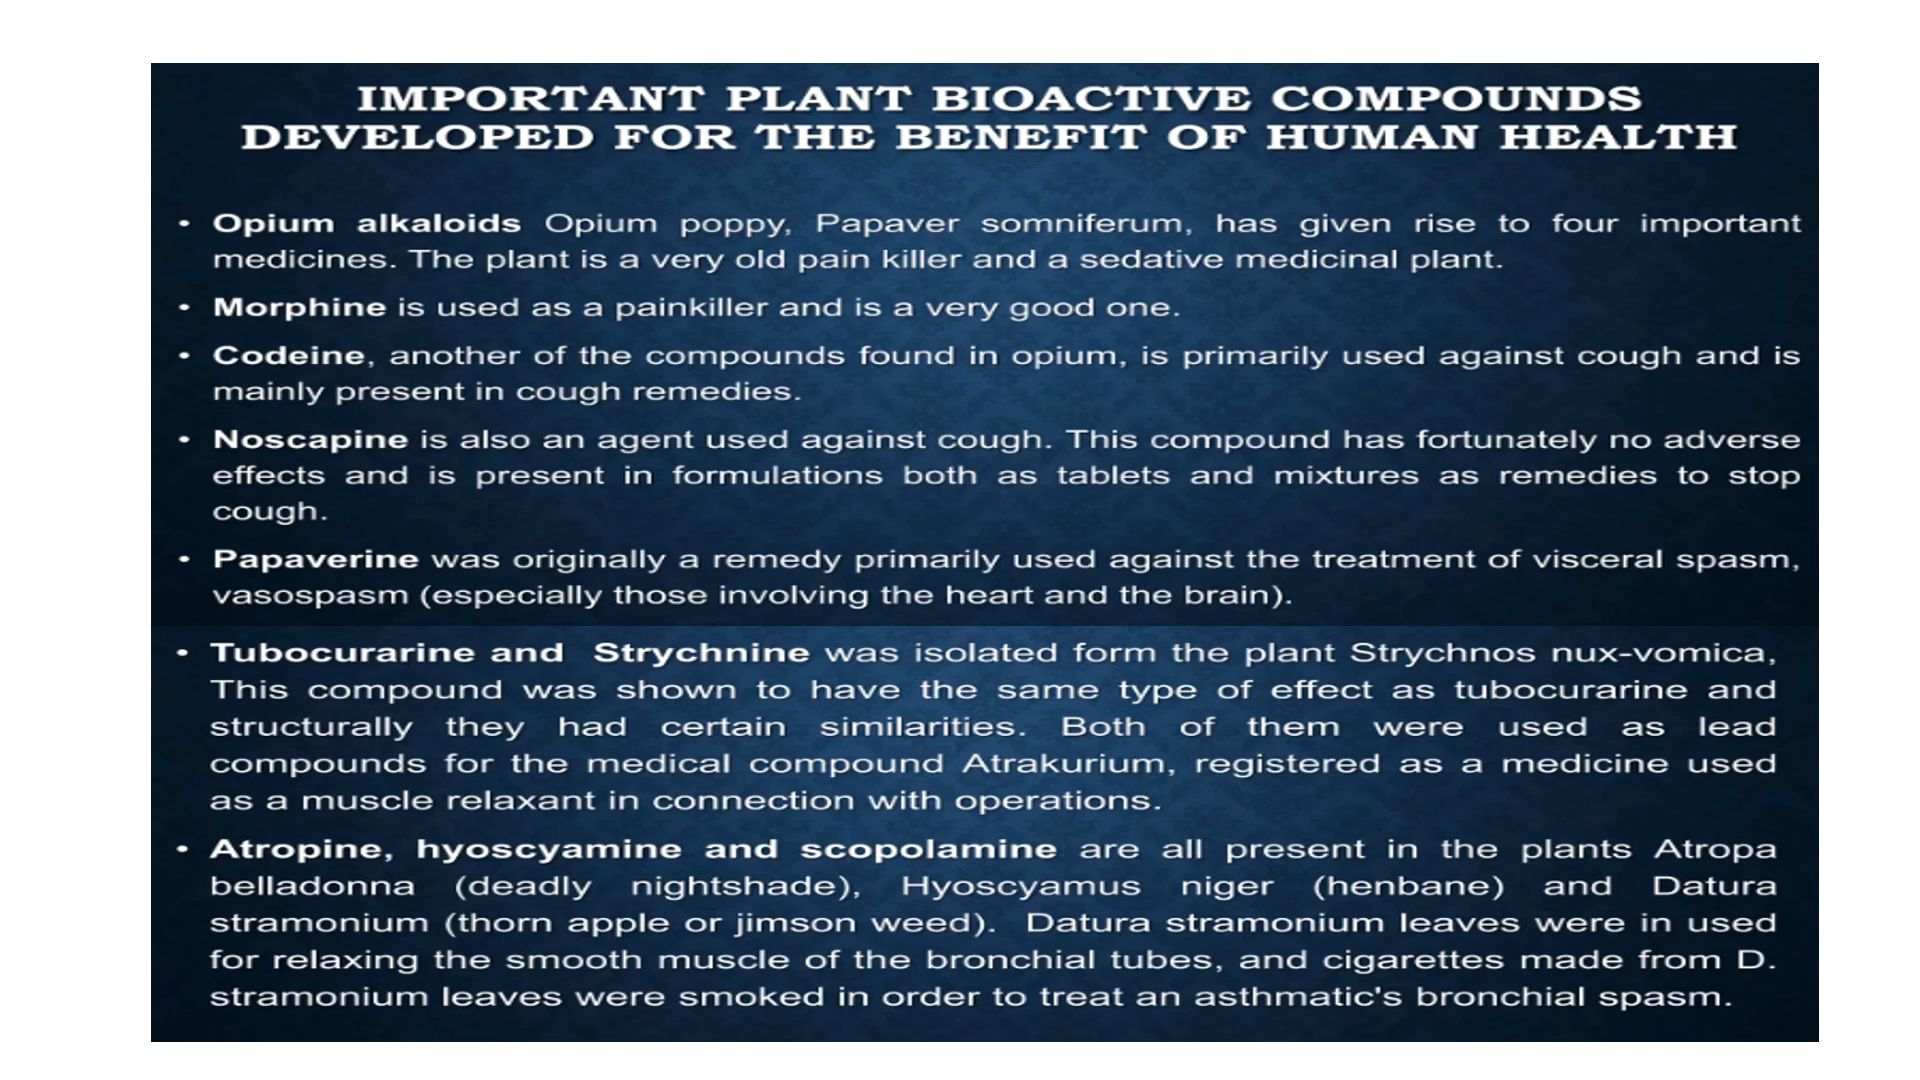 IMPORTANT PLANT BIOACTIVE COMPOUNDS
DEVELOPED FOR THE BENEFIT OF HUMAN HEALTH
• Opium alkaloids Opium poppy, Papaver somniferum, has given rise to four important
medicines. The plant is a very old pain killer and a sedative medicinal plant.
• Morphine is used as a painkiller and is a very good one.
• Codeine, another of the compounds found in opium, is primarily used against cough and is
mainly present in cough remedies.
• Noscapine is also an agent used against cough. This compound has fortunately no adverse
effects and is present in formulations both as tablets and mixtures as remedies to stop
cough.
• Papaverine was originally a remedy primarily used against the treatment of visceral spasm,
vasospasm (especially those involving the heart and the brain).
• Tubocurarine and Strychnine was isolated form the plant Strychnos nux-vomica,
This compound was shown to have the same type of effect as tubocurarine and
structurally they had certain similarities. Both of them were used as lead
compounds for the medical compound Atrakurium, registered as a medicine used
as a muscle relaxant in connection with operations.
• Atropine, hyoscyamine and scopolamine are all present in the plants Atropa
belladonna (deadly nightshade), Hyoscyamus niger (henbane) and Datura
stramonium (thorn apple or jimson weed). Datura stramonium leaves were in used
for relaxing the smooth muscle of the bronchial tubes, and cigarettes made from D.
stramonium leaves were smoked in order to treat an asthmatic's bronchial spasm.